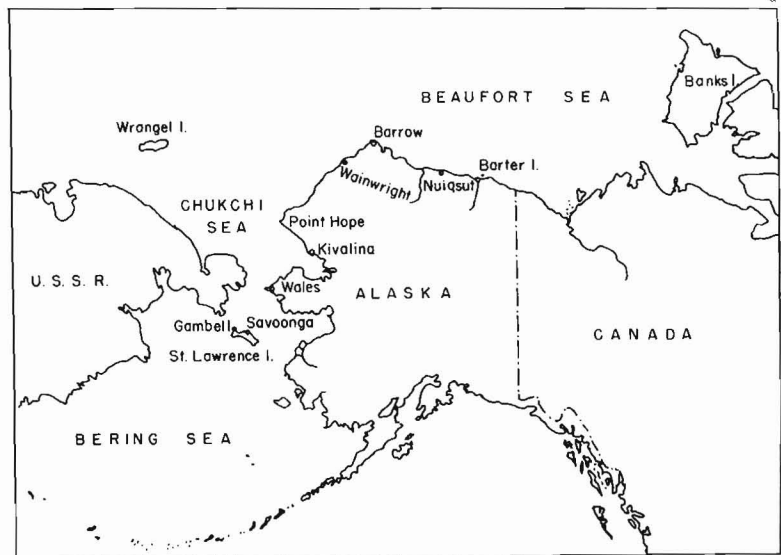 Banks I.
BEAUFORT SEA
Wrangel I.
Barrow
Barter I.
Wainwright
Nuiqsut
CHUKCHI
SEA
Point Hope
Kivalina
U.S.S.R.
Wales
ALASKA
Gambell
Savoonga
CANADA
St. Lawrence I.
BERING SEA